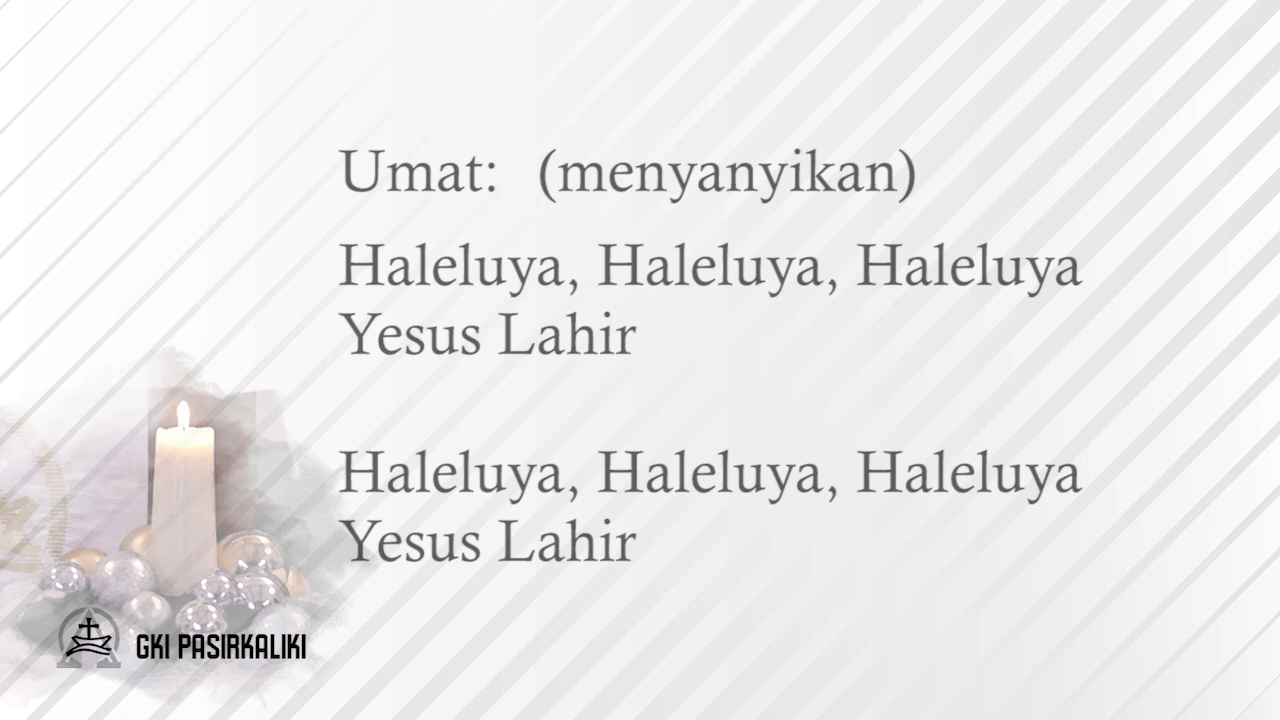 Umat: (menyanyikan)
Haleluya, Haleluya, Haleluya
Yesus Lahir
Haleluya, Haleluya, Haleluya
Yesus Lahir
GKI PASIRKALIKI